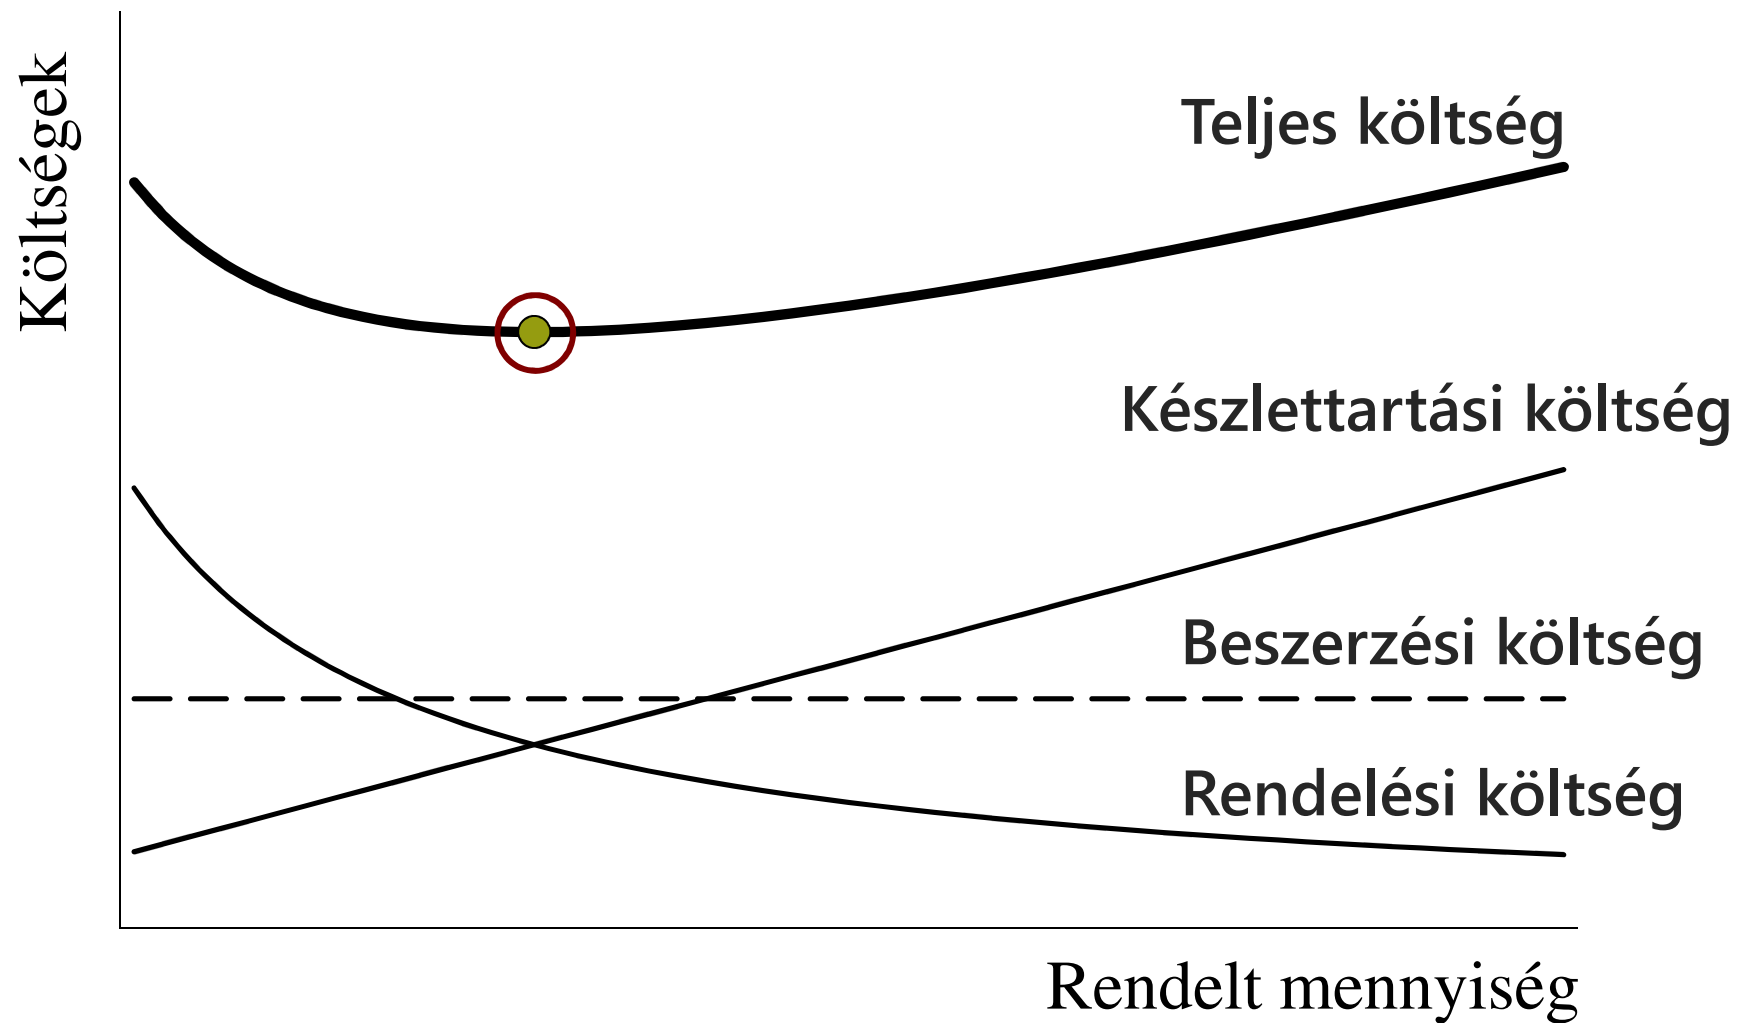 Költségek
Teljes költség
Készlettartási költség
Beszerzési költség
Rendelési költség
Rendelt mennyiség